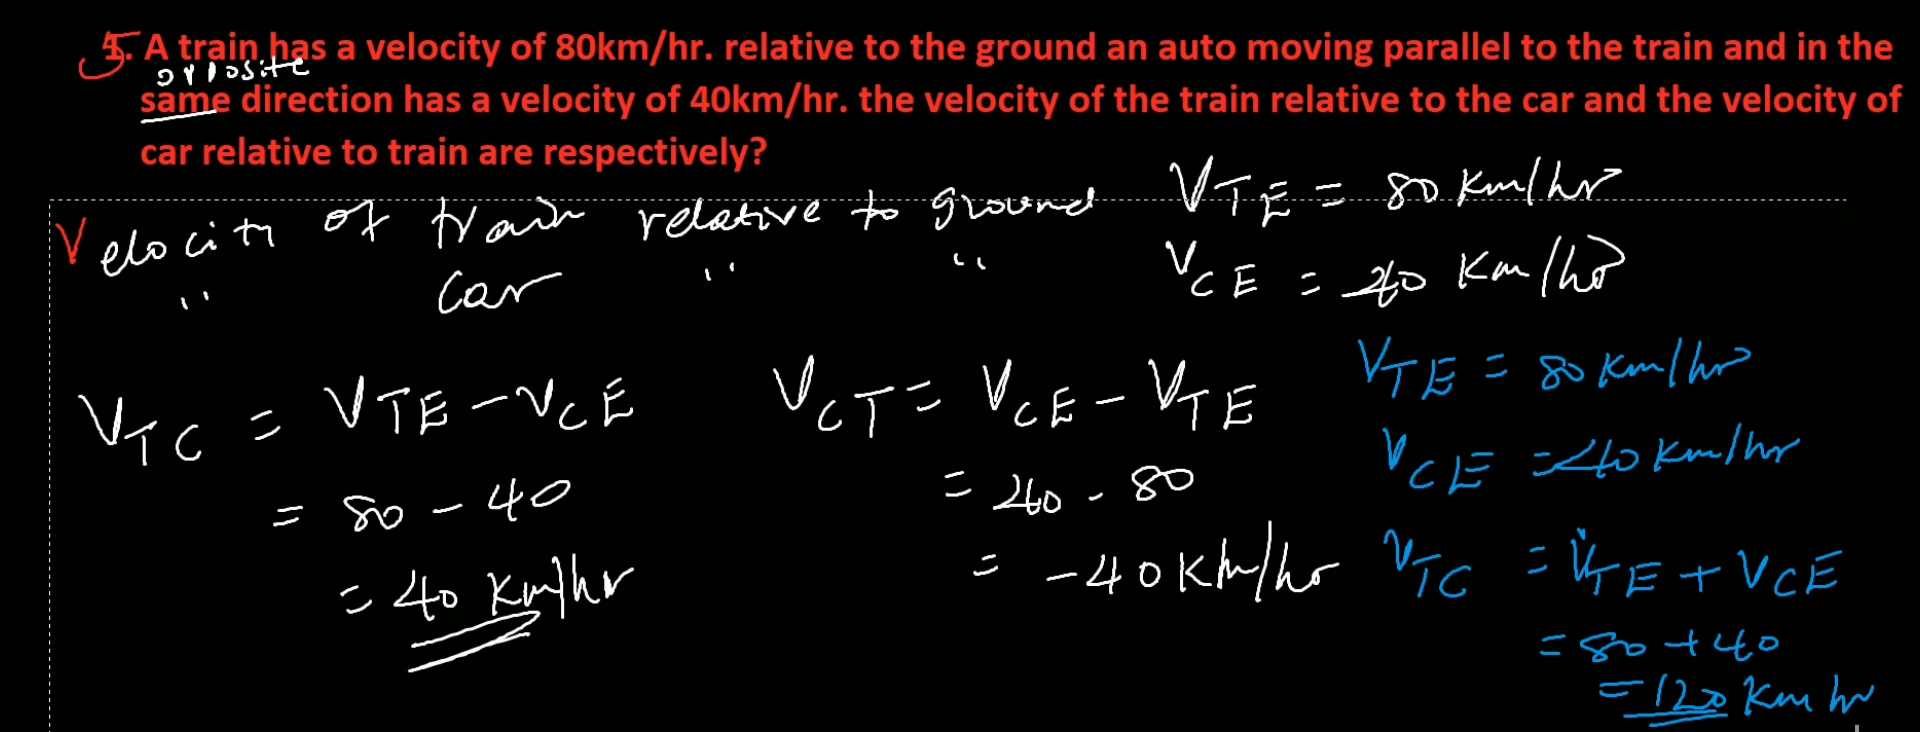 5. A train has a velocity of 80km/hr. relative to the ground an auto moving parallel to the train and in the
opposite
same direction has a velocity of 40km/hr. the velocity of the train relative to the car and the velocity of
car relative to train are respectively?
Velocity of train relative to ground VTE = 80 Km/hr
" car " " VCE = 40 Km/hr
VTC = VTE - VCE
= 80 - 40
= 40 Km/hr
VCT = VCE - VTE
= 40 - 80
= -40 Km/hr
VTE = 80 Km/hr
VCE = 40 Km/hr
VTC = VTE + VCE
= 80 + 40
= 120 Km hr